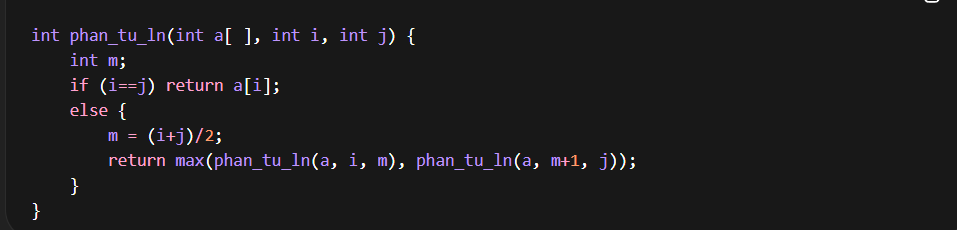 int phan_tu_ln(int a[ ], int i, int j) {
    int m;
    if (i==j) return a[i];
    else {
        m = (i+j)/2;
        return max(phan_tu_ln(a, i, m), phan_tu_ln(a, m+1, j));
    }
}